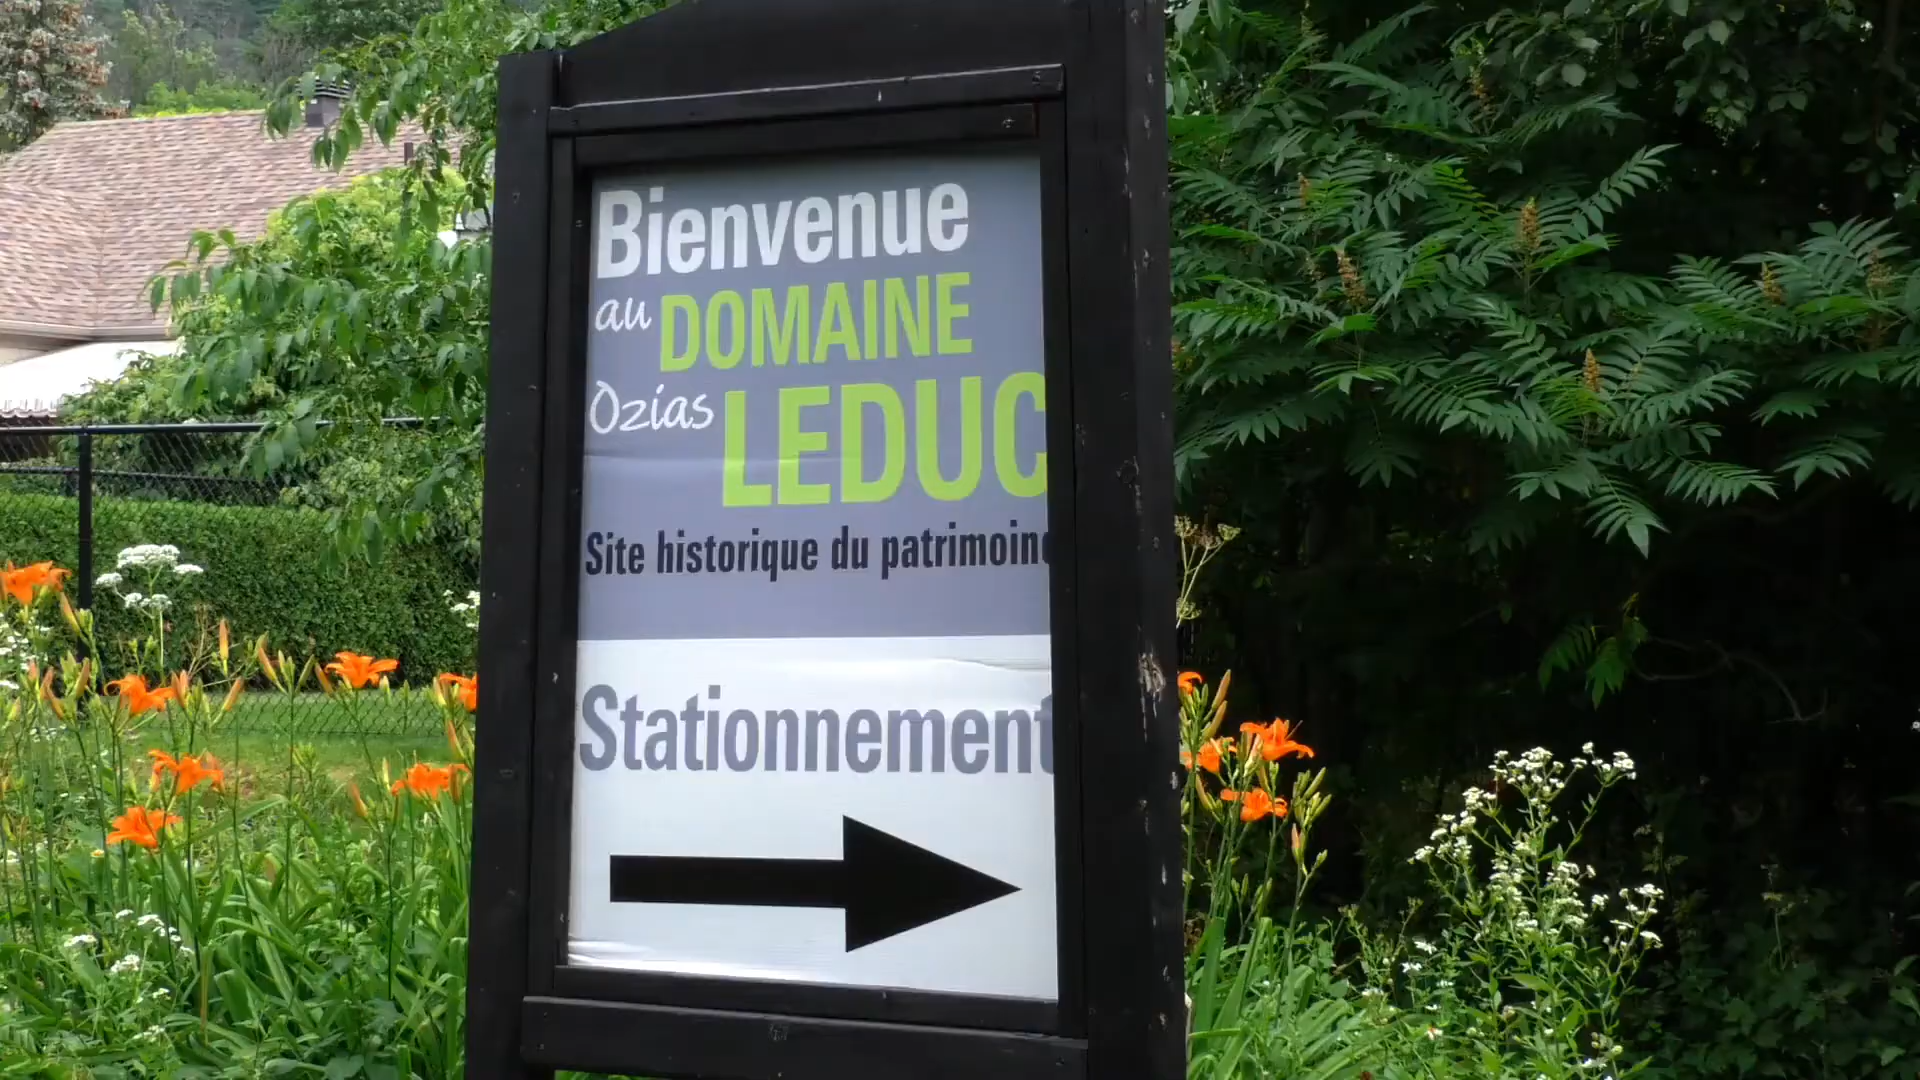 Bienvenue
au DOMAINE
Ozias LEDUC
Site historique du patrimoine
Stationnement